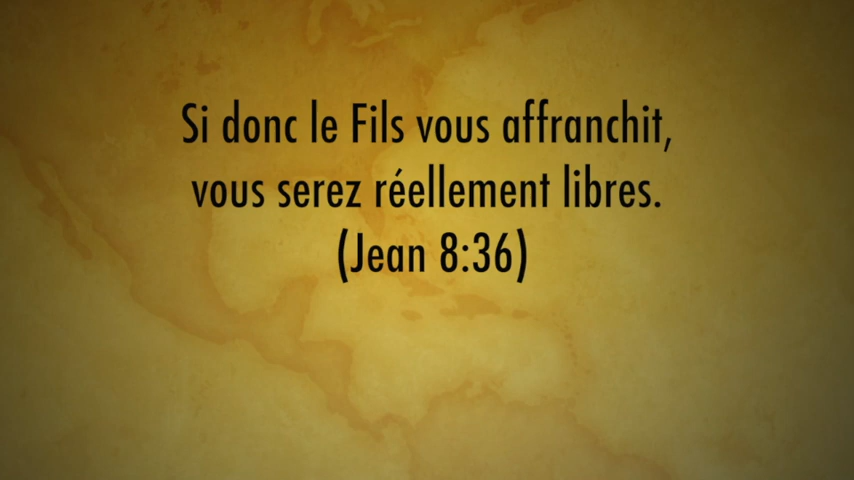 Si donc le Fils vous affranchit,
vous serez réellement libres.
(Jean 8:36)